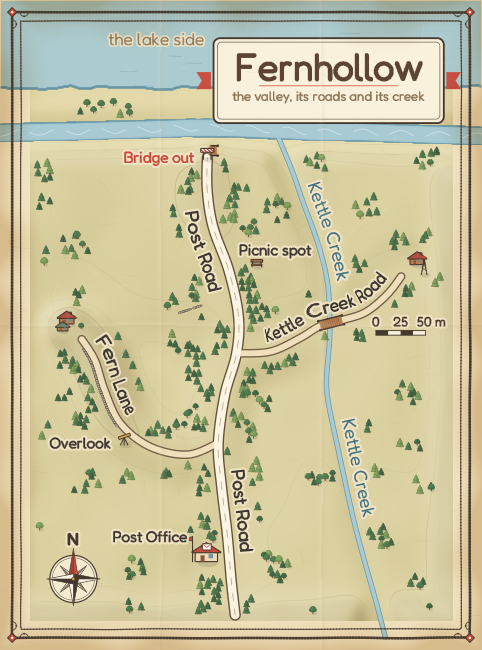 the lake side
Fernhollow
the valley, its roads and its creek
Bridge out
Kettle Creek
Post Road
Picnic spot
Kettle Creek Road
0 25 50 m
Fern Lane
Overlook
Kettle Creek
Post Road
Post Office
N